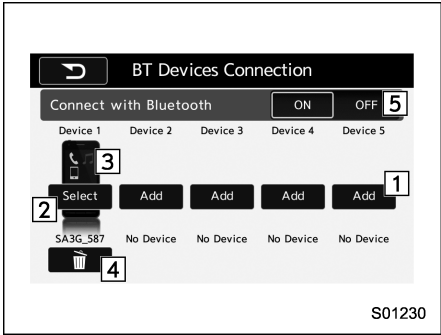 BT Devices Connection
Connect with Bluetooth ON OFF 5
Device 1 Device 2 Device 3 Device 4 Device 5
3
1
Select Add Add Add Add
2
SA3G_587 No Device No Device No Device No Device
4
S01230